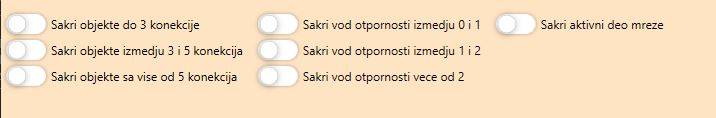 Sakri objekte do 3 konekcije
Sakri objekte izmedju 3 i 5 konekcija
Sakri objekte sa vise od 5 konekcija
Sakri vod otpornosti izmedju 0 i 1
Sakri vod otpornosti izmedju 1 i 2
Sakri vod otpornosti vece od 2
Sakri aktivni deo mreze